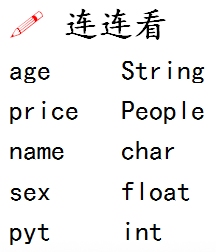 连连看
age String
price People
name char
sex float
pyt int